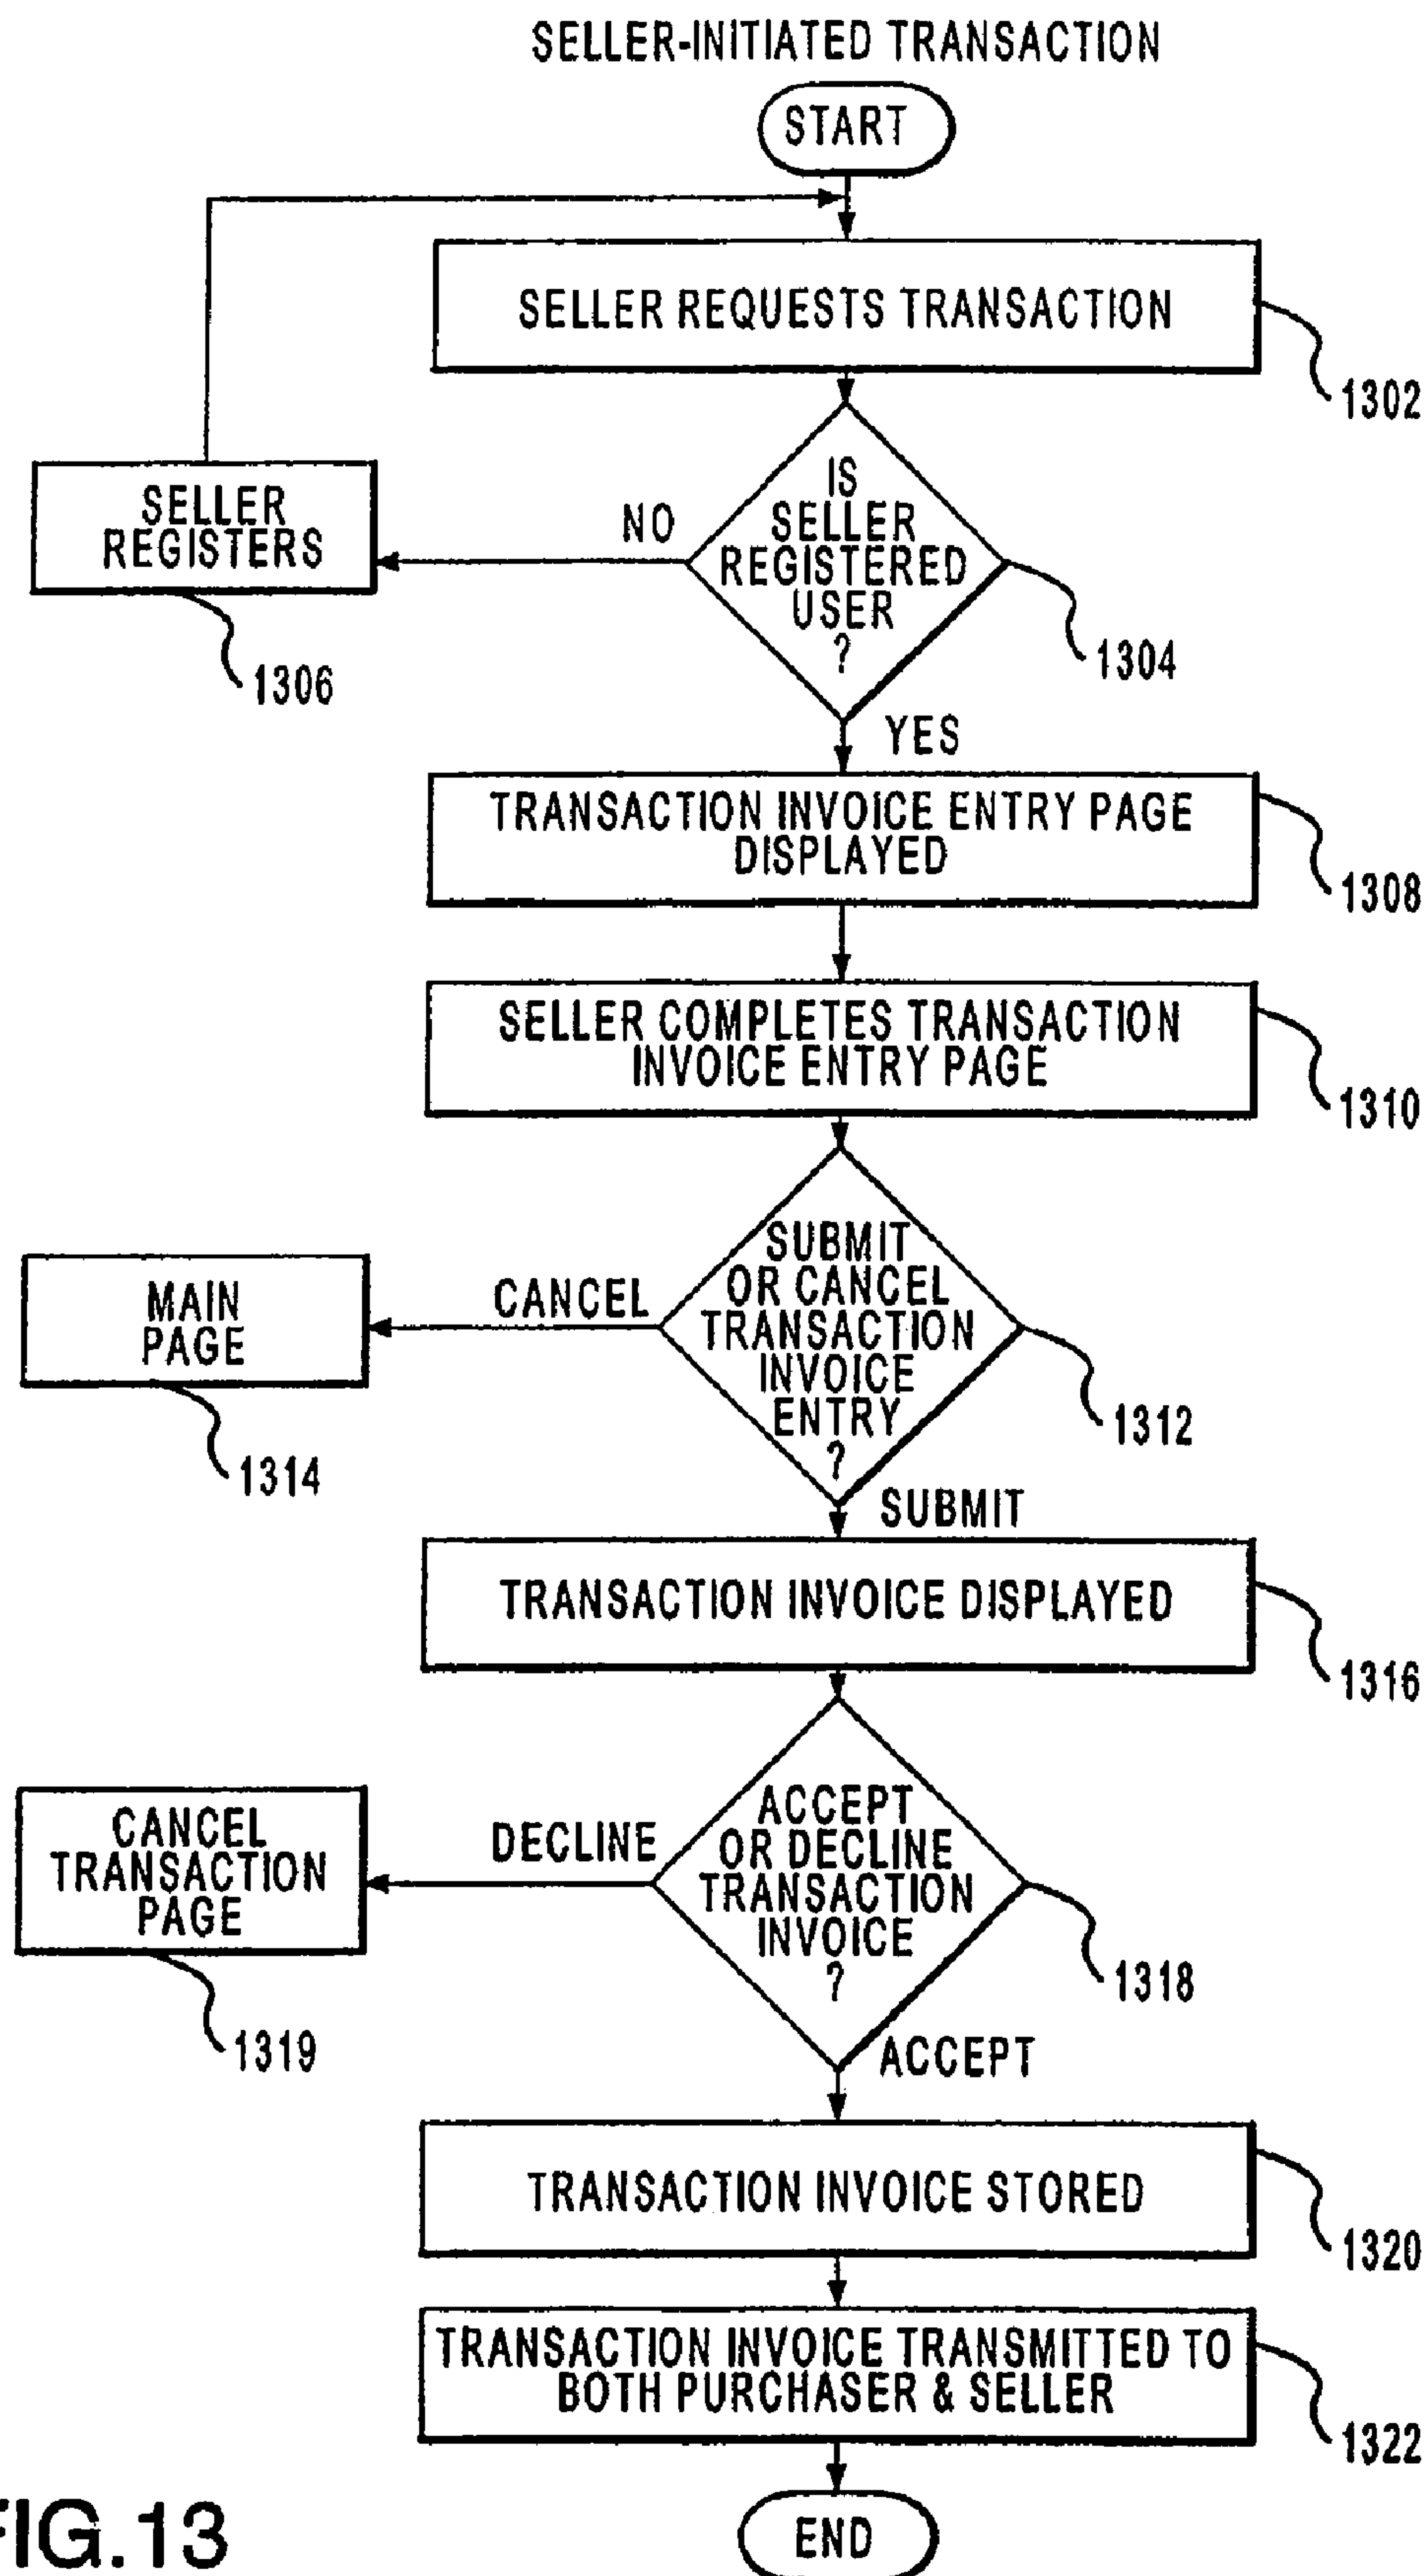 SELLER-INITIATED TRANSACTION
START
SELLER REQUESTS TRANSACTION
1302
IS
SELLER
REGISTERED
USER
?
1304
NO
SELLER
REGISTERS
1306
YES
TRANSACTION INVOICE ENTRY PAGE
DISPLAYED
1308
SELLER COMPLETES TRANSACTION
INVOICE ENTRY PAGE
1310
SUBMIT
OR CANCEL
TRANSACTION
INVOICE
ENTRY
?
1312
CANCEL
MAIN
PAGE
1314
SUBMIT
TRANSACTION INVOICE DISPLAYED
1316
ACCEPT
OR DECLINE
TRANSACTION
INVOICE
?
1318
DECLINE
CANCEL
TRANSACTION
PAGE
1319
ACCEPT
TRANSACTION INVOICE STORED
1320
TRANSACTION INVOICE TRANSMITTED TO
BOTH PURCHASER & SELLER
1322
END
FIG.13